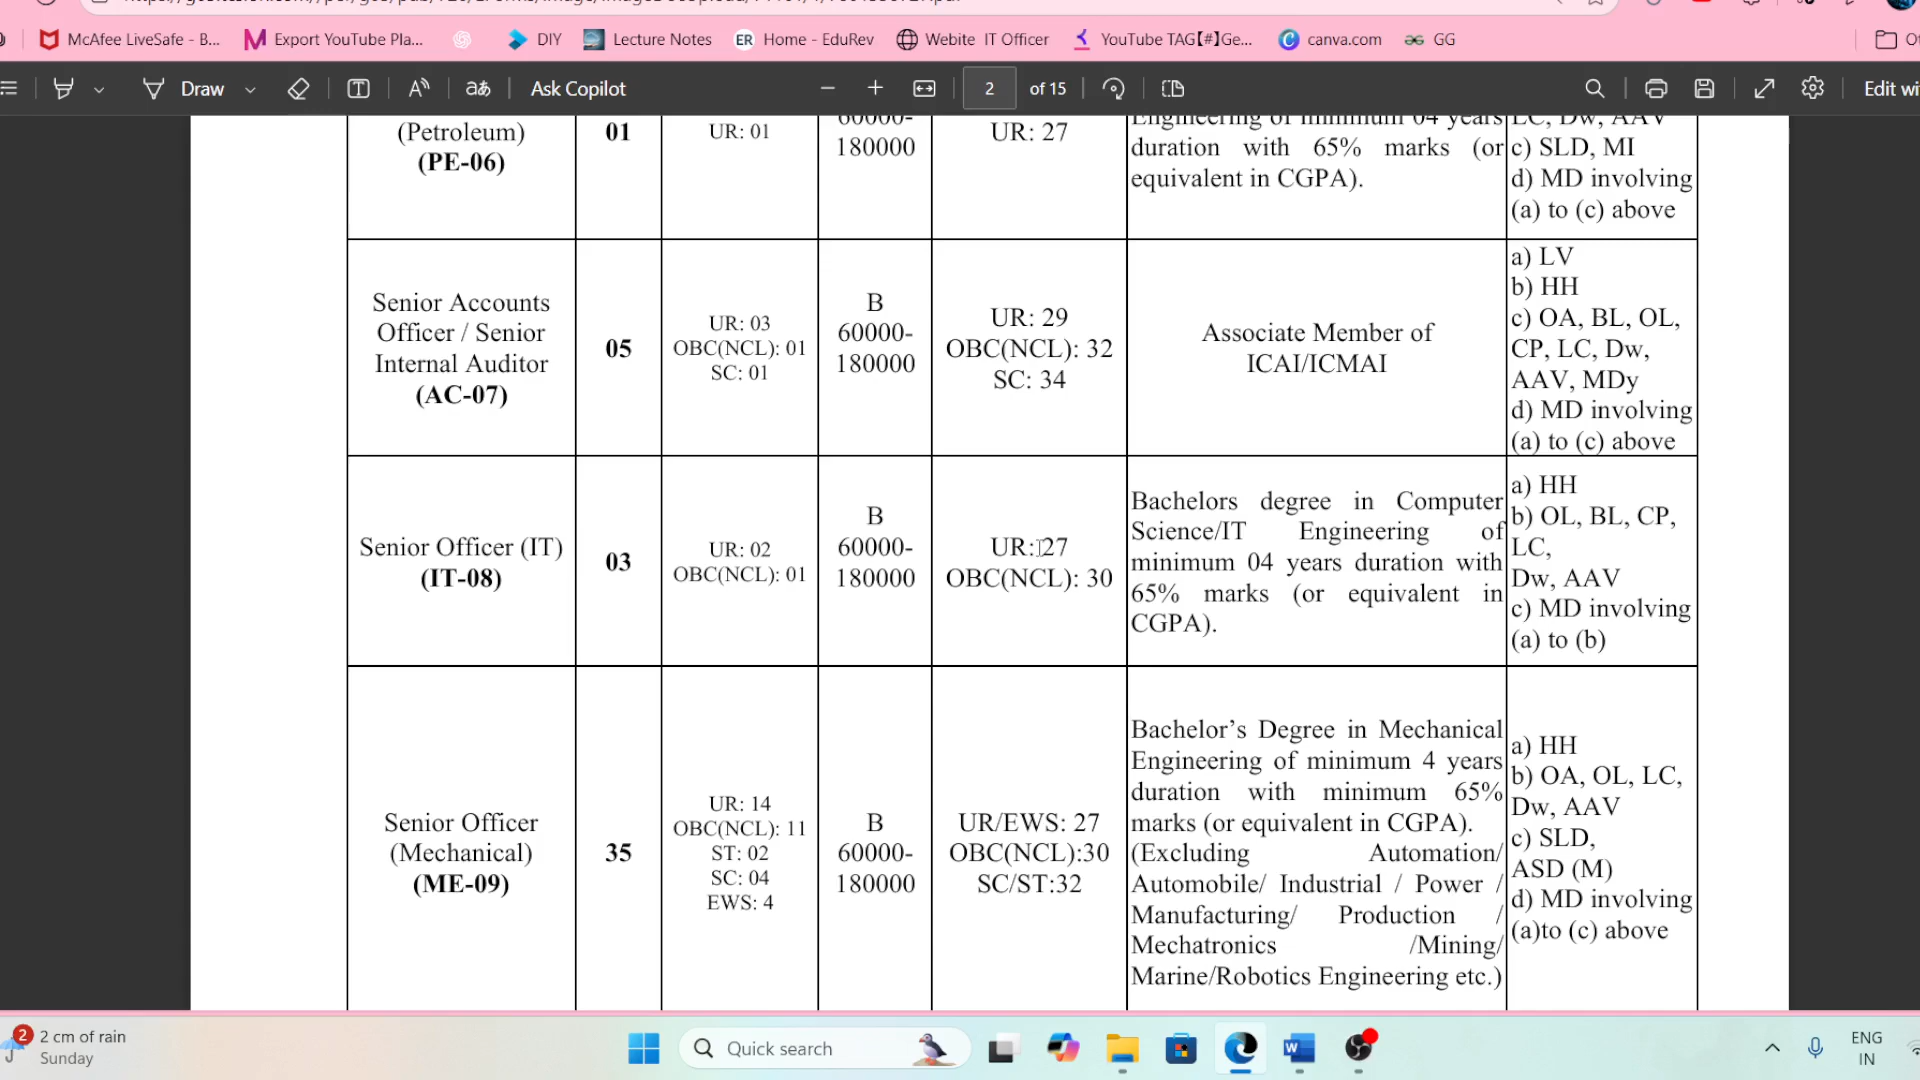 McAfee LiveSafe - B...
Export YouTube Pla...
DIY
Lecture Notes
ER Home - EduRev
Webite IT Officer
YouTube TAG【#】Ge...
canva.com
GG
Draw
aあ
Ask Copilot
2 of 15
Edit wi
(Petroleum)
(PE-06)
01
UR: 01
60000-
180000
UR: 27
Engineering of minimum 04 years
duration with 65% marks (or
equivalent in CGPA).
LC, Dw, AAV
c) SLD, MI
d) MD involving
(a) to (c) above
Senior Accounts
Officer / Senior
Internal Auditor
(AC-07)
05
UR: 03
OBC(NCL): 01
SC: 01
B
60000-
180000
UR: 29
OBC(NCL): 32
SC: 34
Associate Member of
ICAI/ICMAI
a) LV
b) HH
c) OA, BL, OL,
CP, LC, Dw,
AAV, MDy
d) MD involving
(a) to (c) above
Senior Officer (IT)
(IT-08)
03
UR: 02
OBC(NCL): 01
B
60000-
180000
UR: 27
OBC(NCL): 30
Bachelors degree in Computer
Science/IT Engineering of
minimum 04 years duration with
65% marks (or equivalent in
CGPA).
a) HH
b) OL, BL, CP,
LC,
Dw, AAV
c) MD involving
(a) to (b)
Senior Officer
(Mechanical)
(ME-09)
35
UR: 14
OBC(NCL): 11
ST: 02
SC: 04
EWS: 4
B
60000-
180000
UR/EWS: 27
OBC(NCL):30
SC/ST:32
Bachelor’s Degree in Mechanical
Engineering of minimum 4 years
duration with minimum 65%
marks (or equivalent in CGPA).
(Excluding Automation/
Automobile/ Industrial / Power /
Manufacturing/ Production /
Mechatronics /Mining/
Marine/Robotics Engineering etc.)
a) HH
b) OA, OL, LC,
Dw, AAV
c) SLD,
ASD (M)
d) MD involving
(a)to (c) above
2
2 cm of rain
Sunday
Quick search
ENG
IN